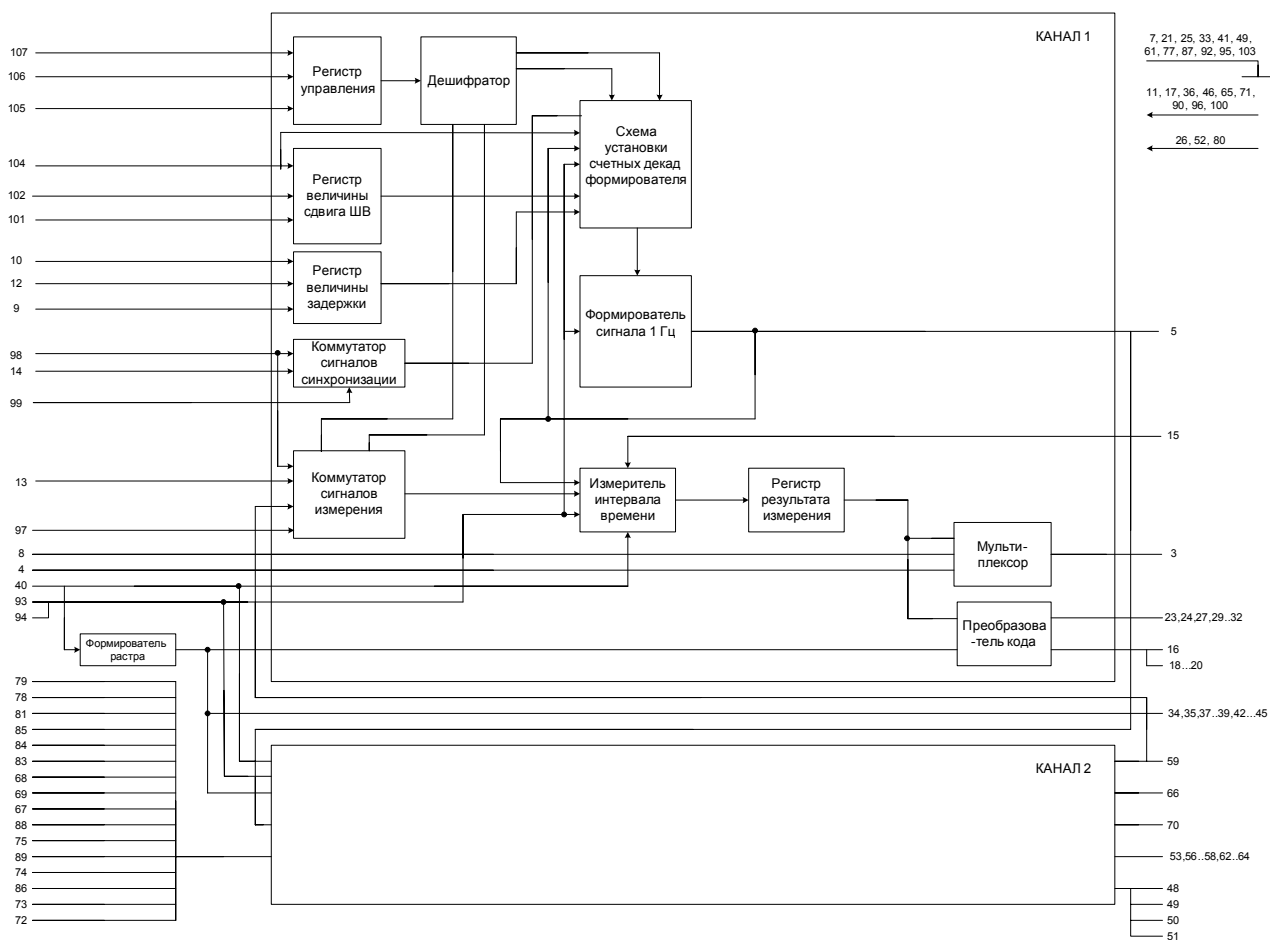 КАНАЛ 1
7, 21, 25, 33, 41, 49,
61, 77, 87, 92, 95, 103
11, 17, 36, 46, 65, 71,
90, 96, 100
26, 52, 80
107
106
105
Регистр
управления
Дешифратор
104
102
101
Регистр
величины
сдвига ШВ
Схема
установки
счетных декад
формирователя
10
12
9
Регистр
величины
задержки
Формирователь
сигнала 1 Гц
5
98
14
99
Коммутатор
сигналов
синхронизации
15
13
97
Коммутатор
сигналов
измерения
Измеритель
интервала
времени
Регистр
результата
измерения
8
4
40
93
94
Мульти-
плексор
3
Формирователь
растра
Преобразова
-тель кода
23,24,27,29..32
16
18...20
34,35,37..39,42...45
79
78
81
85
84
83
68
69
67
88
75
89
74
86
73
72
КАНАЛ 2
59
66
70
53,56..58,62..64
48
49
50
51